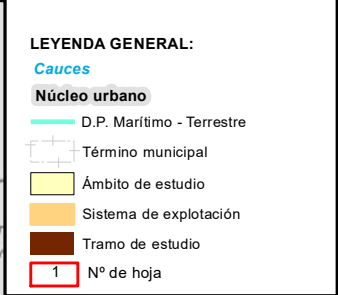 LEYENDA GENERAL:
Cauces
Núcleo urbano
D.P. Marítimo - Terrestre
Término municipal
Ámbito de estudio
Sistema de explotación
Tramo de estudio
1 Nº de hoja